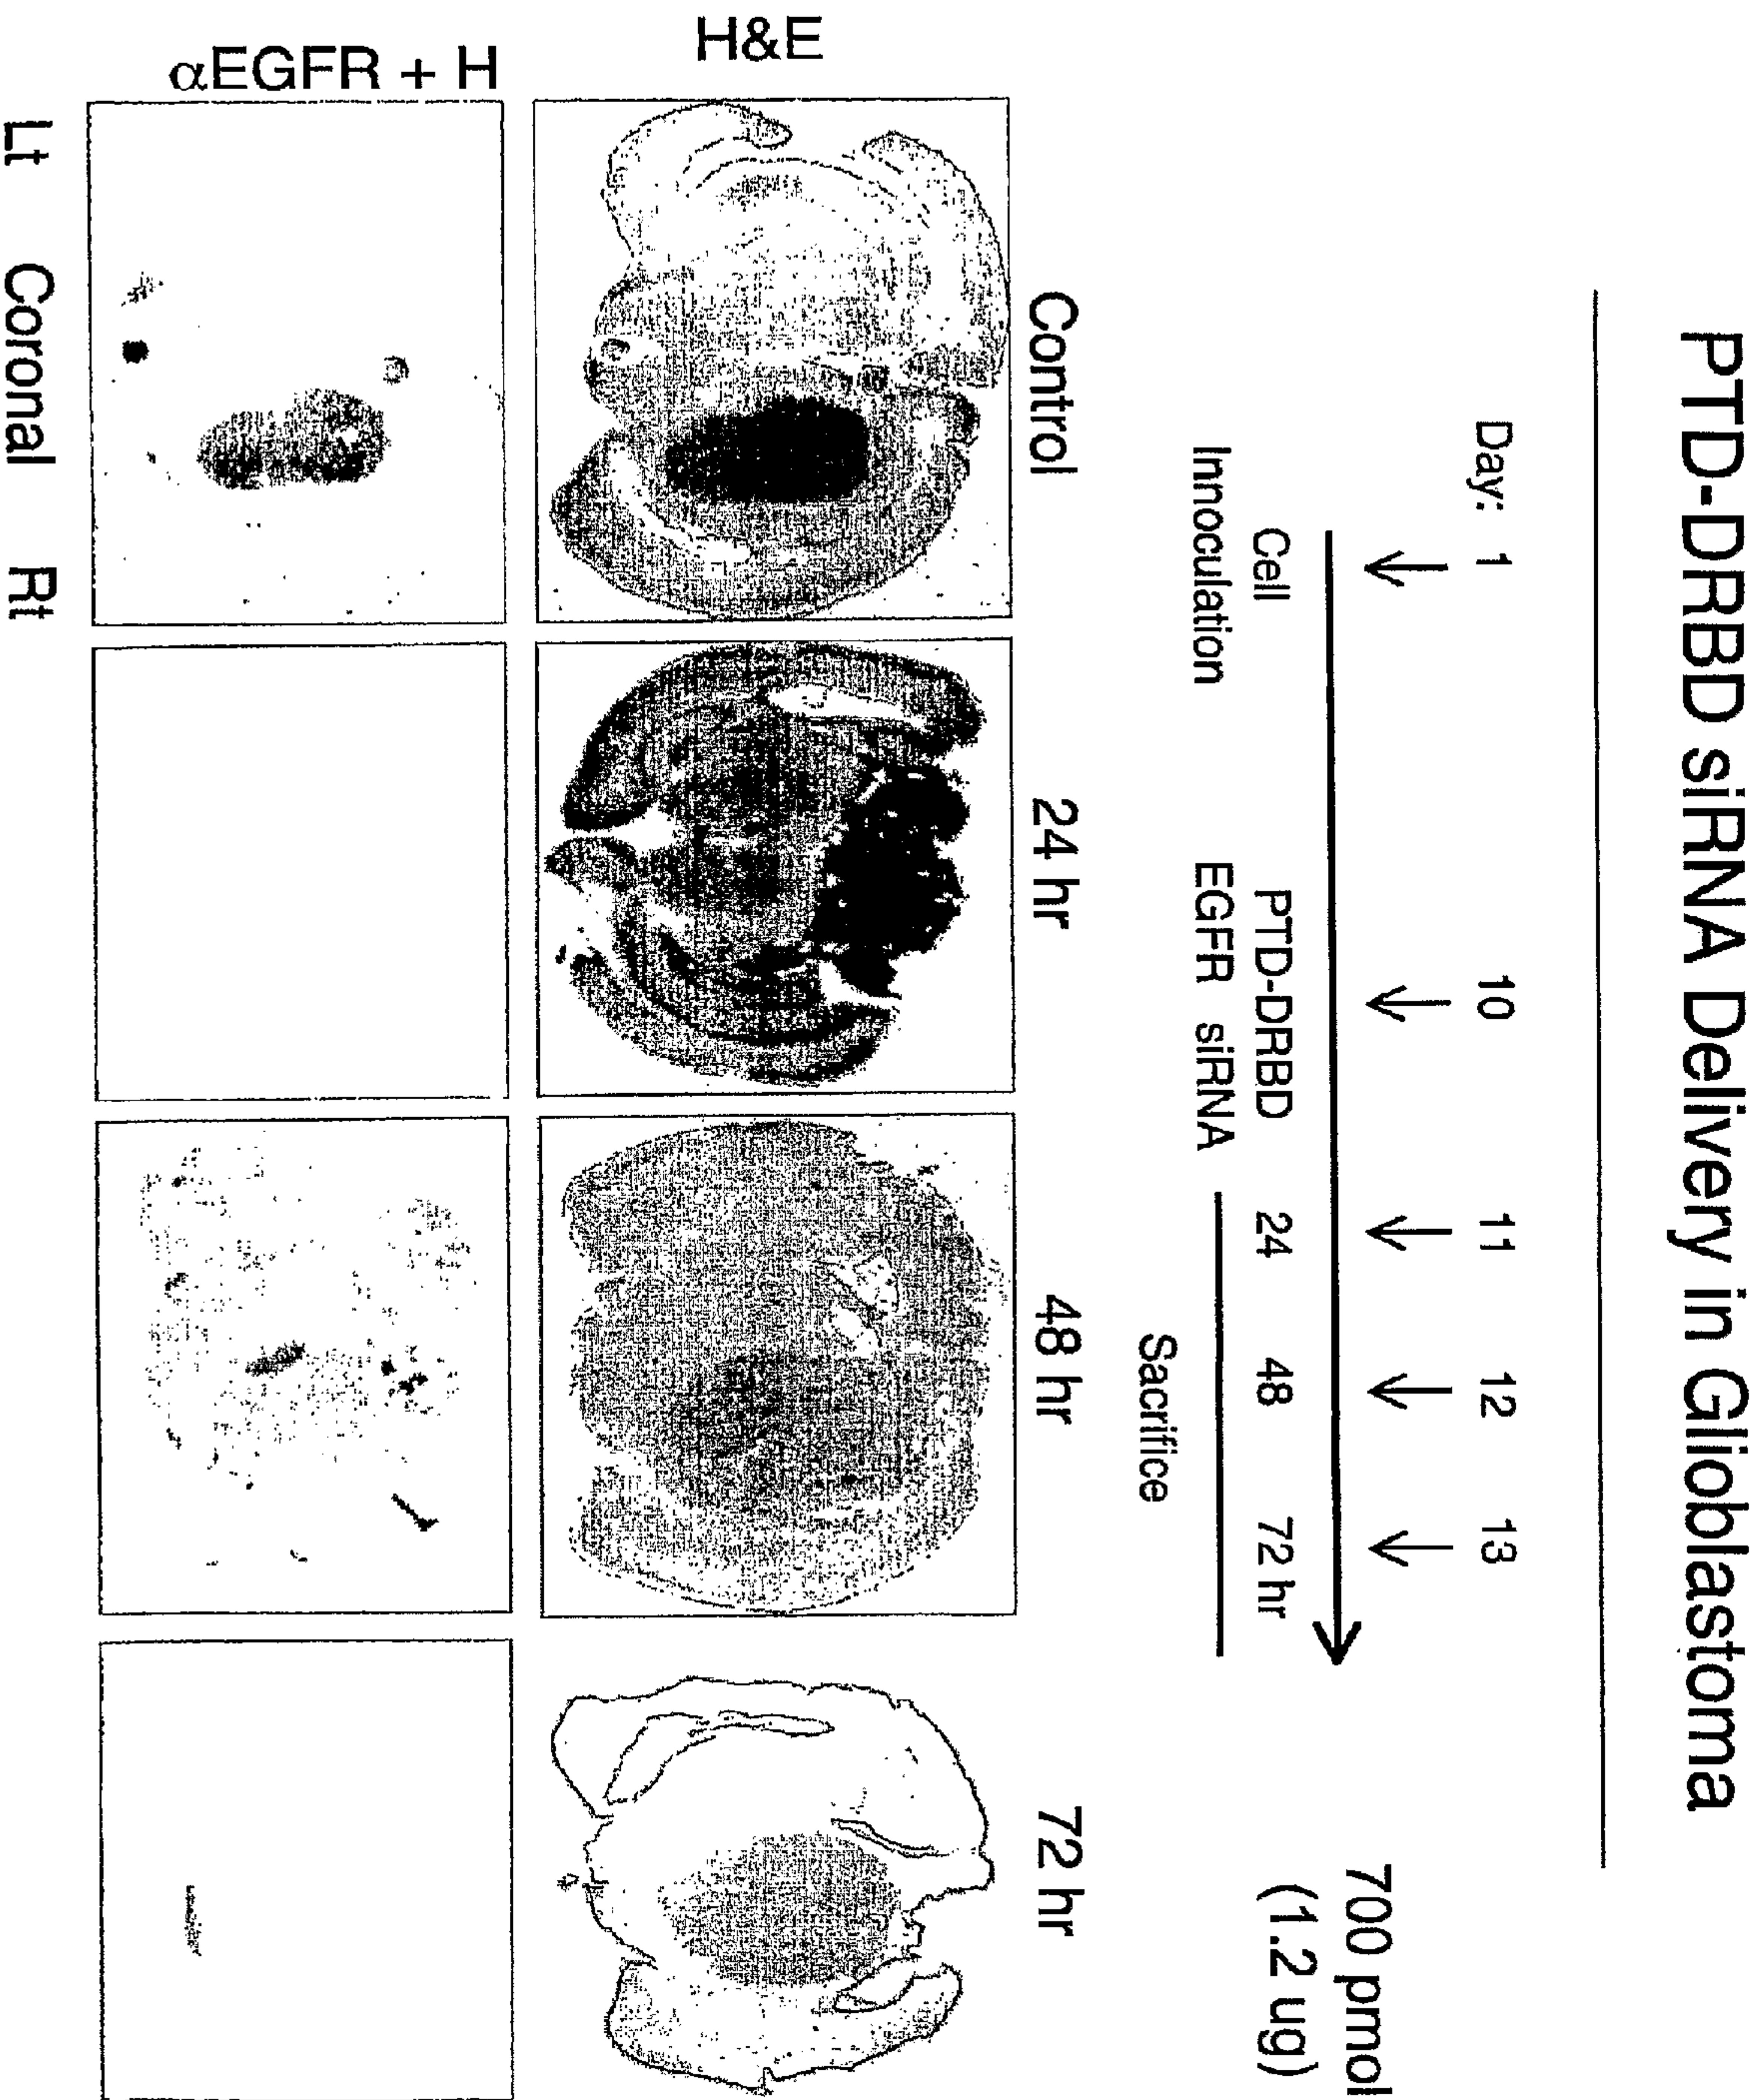 PTD-DRBD siRNA Delivery in Glioblastoma
Day: 1 10 11 12 13
700 pmol
(1.2 ug)
Cell PTD-DRBD 24 48 72 hr
Innoculation EGFR siRNA
Sacrifice
Control 24 hr 48 hr 72 hr
H&E
αEGFR + H
Lt Coronal Rt